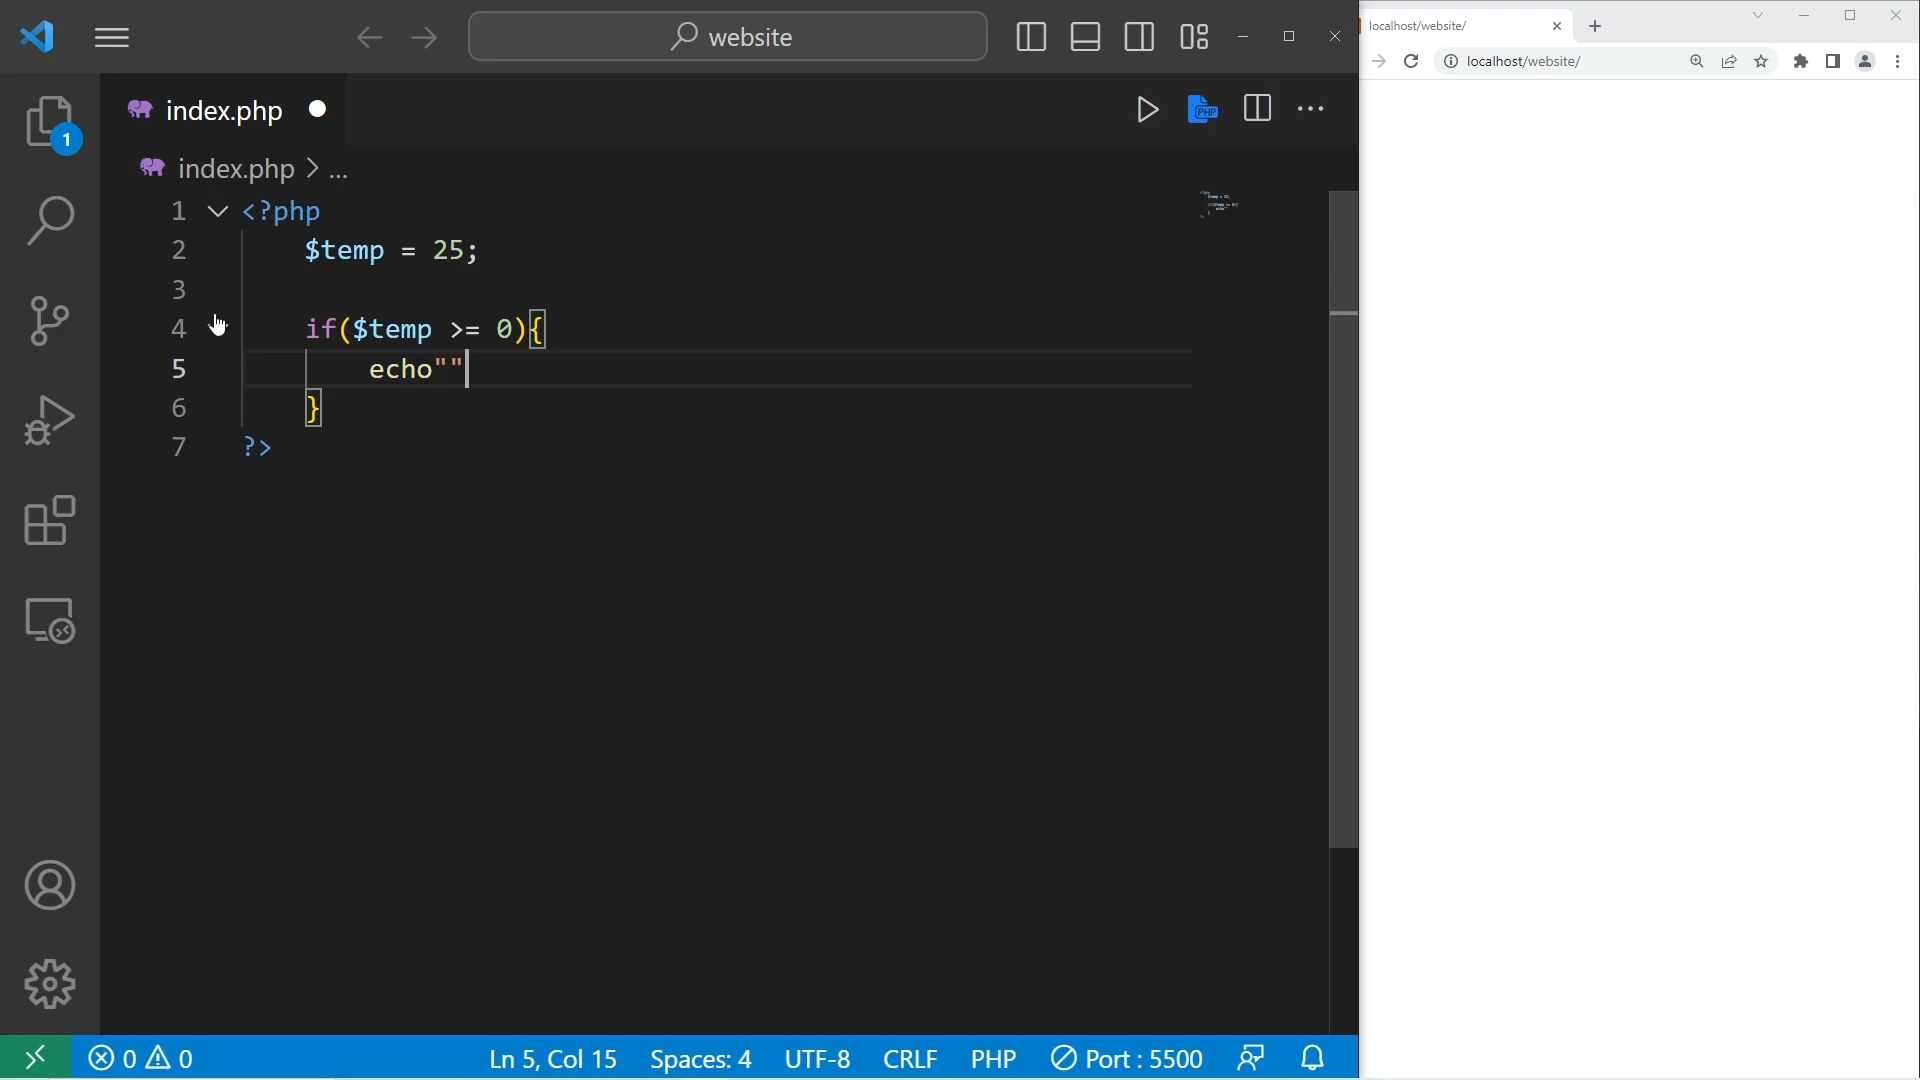 website
localhost/website/
localhost/website/
index.php
PHP
1
index.php > ...
1 <?php
2 $temp = 25;
3
4 if($temp >= 0){
5 echo""
6 }
7 ?>
0 0 Ln 5, Col 15 Spaces: 4 UTF-8 CRLF PHP Port : 5500